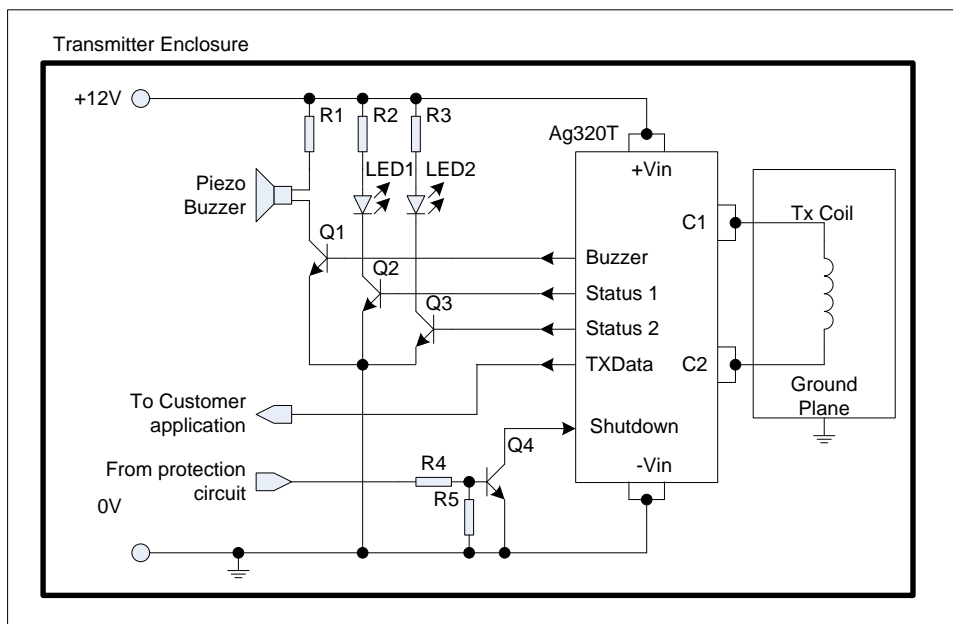 Transmitter Enclosure
+12V
R1
R2
R3
Ag320T
+Vin
LED1
LED2
Piezo
Buzzer
C1
Tx Coil
Q1
Buzzer
Q2
Status 1
Q3
Status 2
TXData
C2
Ground
Plane
To Customer
application
Shutdown
Q4
From protection
circuit
R4
-Vin
R5
0V